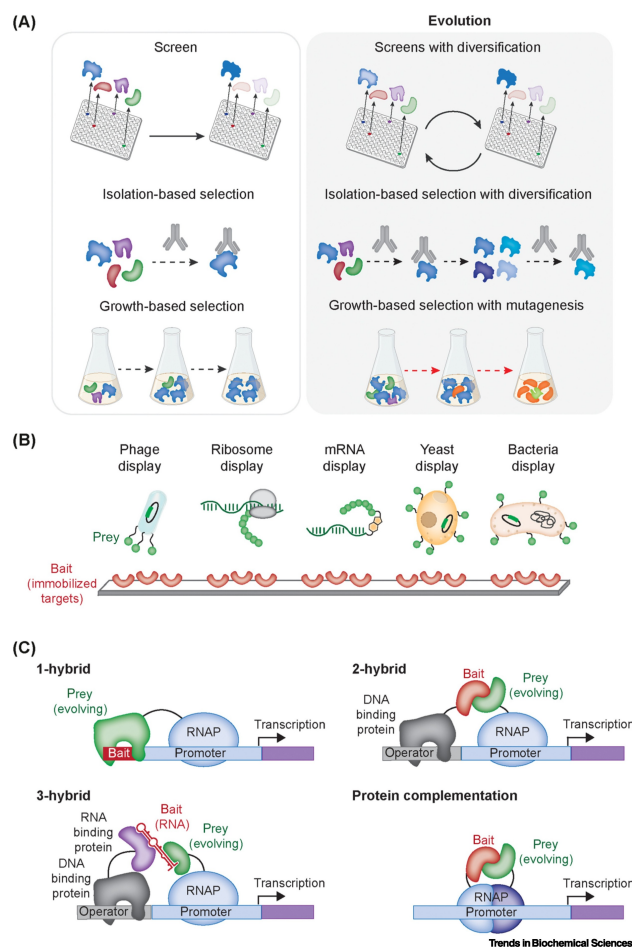 (A)
Evolution
Screen
Screens with diversification
Isolation-based selection
Isolation-based selection with diversification
Growth-based selection
Growth-based selection with mutagenesis
(B)
Phage
display
Ribosome
display
mRNA
display
Yeast
display
Bacteria
display
Prey
Bait
(immobilized
targets)
(C)
1-hybrid
Prey
(evolving)
RNAP
Transcription
Bait
Promoter
2-hybrid
Bait
Prey
(evolving)
DNA
binding
protein
RNAP
Transcription
Operator
Promoter
3-hybrid
RNA
binding
protein
Bait
(RNA)
Prey
(evolving)
DNA
binding
protein
RNAP
Transcription
Operator
Promoter
Protein complementation
Bait
Prey
(evolving)
RNAP
Promoter
Transcription
Trends in Biochemical Sciences